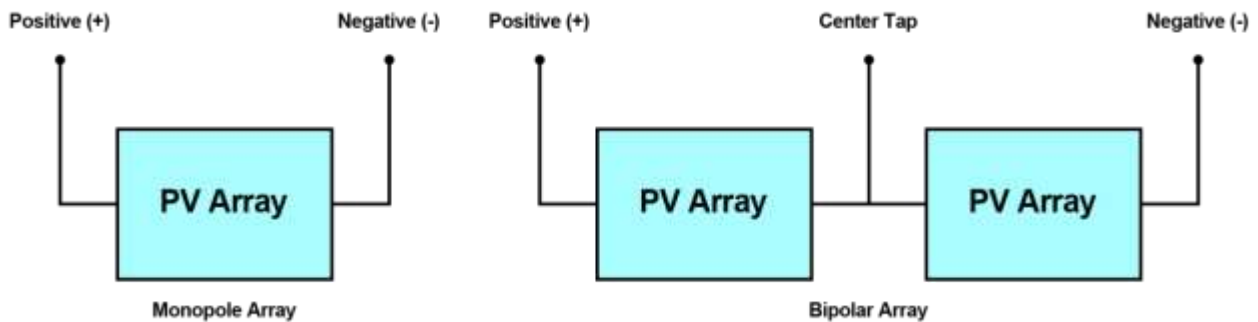 Positive (+)
Negative (-)
PV Array
Monopole Array
Positive (+)
Center Tap
Negative (-)
PV Array
PV Array
Bipolar Array